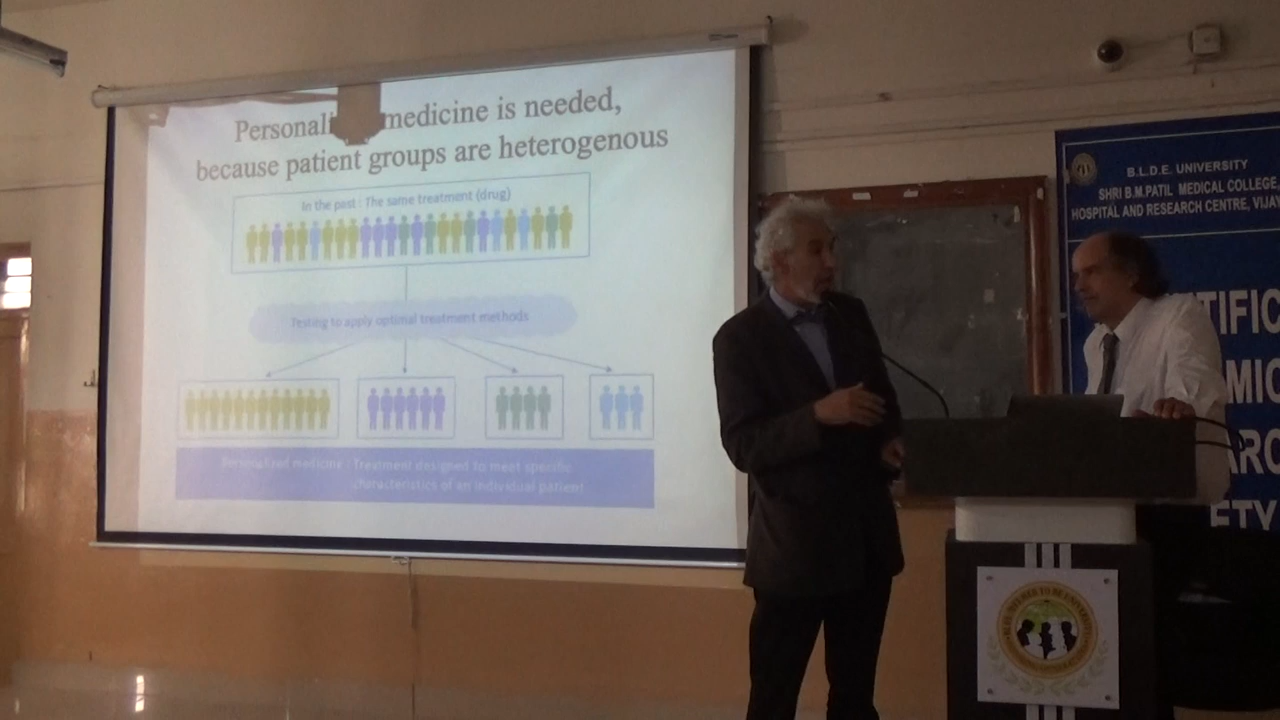 Personali medicine is needed,
because patient groups are heterogenous
In the past : The same treatment (drug)
Testing to apply optimal treatment methods
Personalized medicine : Treatment designed to meet specific
characteristics of an individual patient
B.L.D.E. UNIVERSITY
SHRI B.M.PATIL MEDICAL COLLEGE,
HOSPITAL AND RESEARCH CENTRE, VIJAY
TIFIC
MIC
ARC
ETY